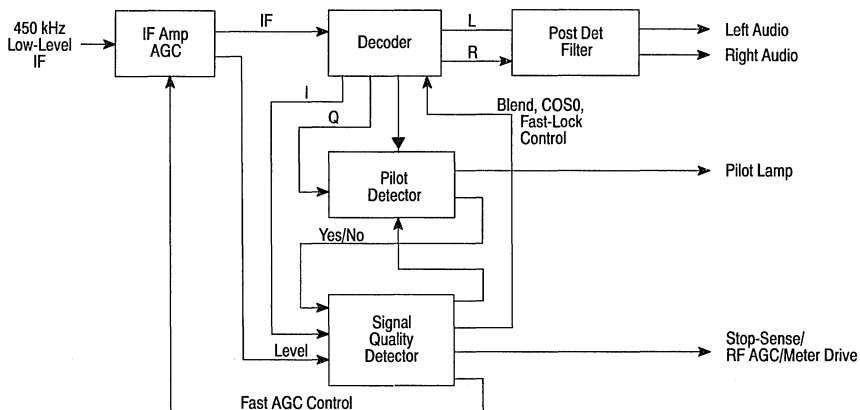 450 kHz
Low-Level
IF
IF Amp
AGC
IF
Decoder
L
R
Post Det
Filter
Left Audio
Right Audio
I
Q
Blend, COS0,
Fast-Lock
Control
Pilot
Detector
Pilot Lamp
Yes/No
Signal
Quality
Detector
Level
Stop-Sense/
RF AGC/Meter Drive
Fast AGC Control